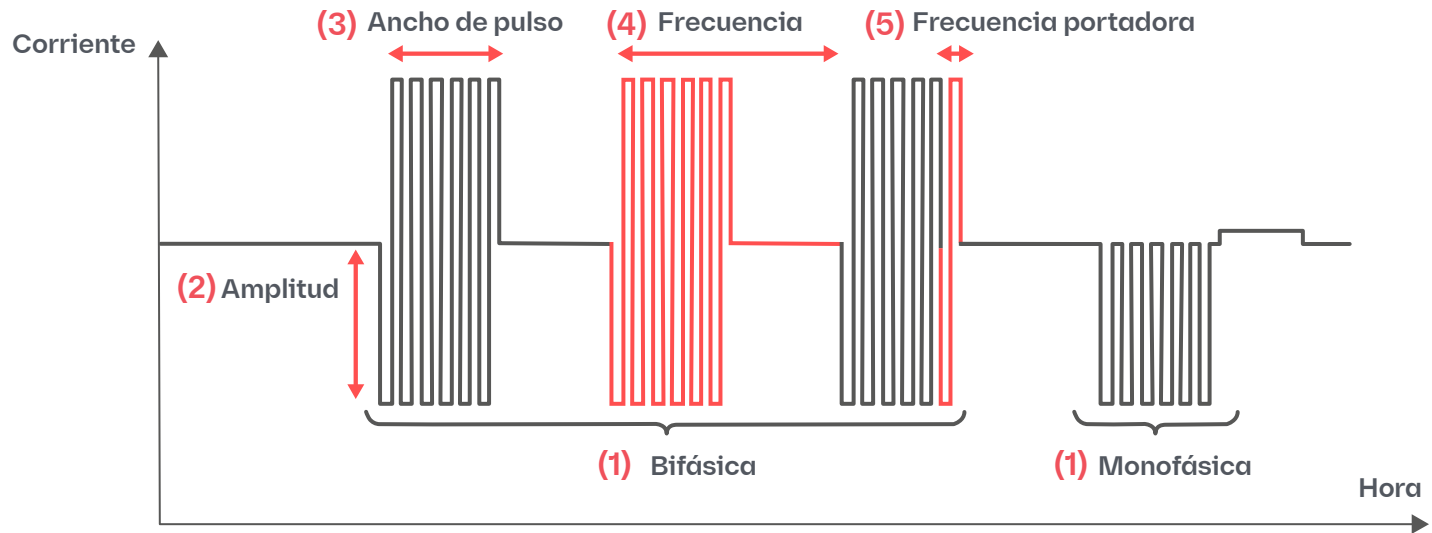 (3) Ancho de pulso
(4) Frecuencia
(5) Frecuencia portadora
Corriente
(2) Amplitud
(1) Bifásica
(1) Monofásica
Hora